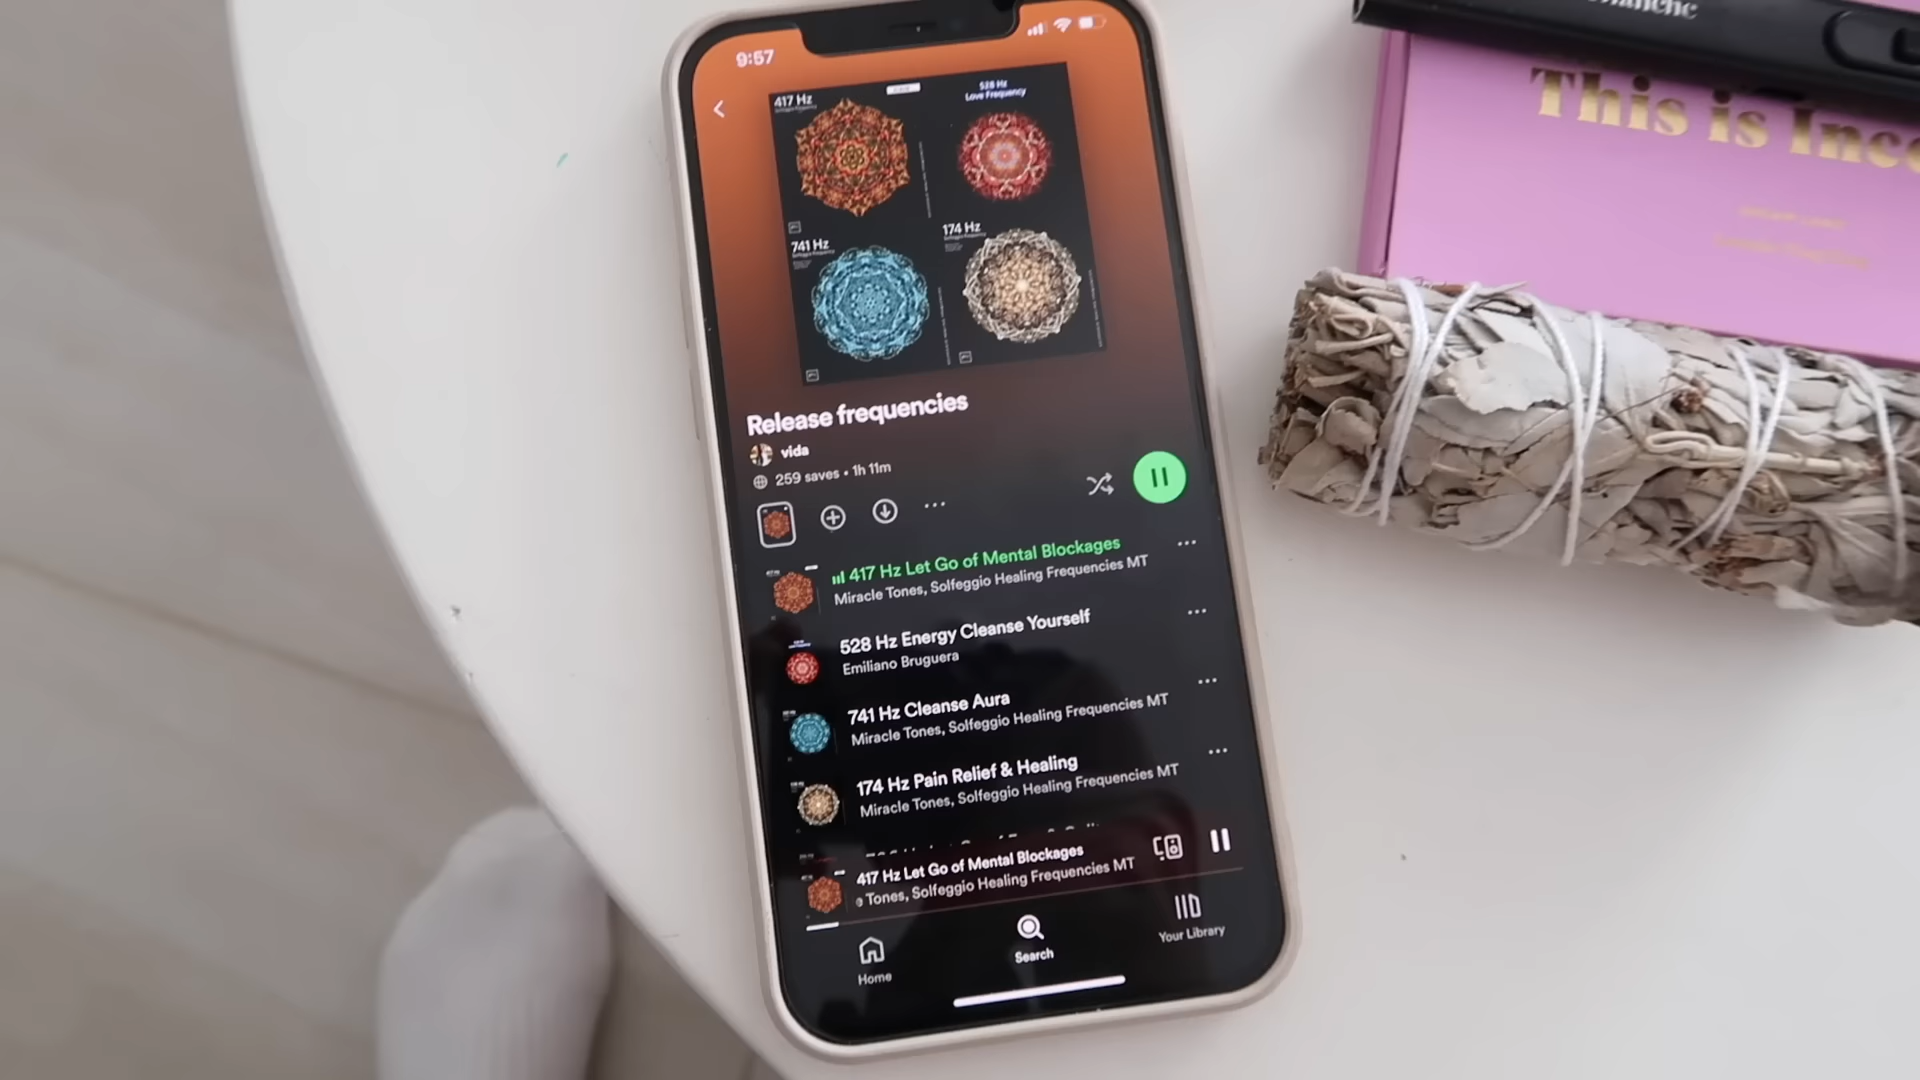 9:57
417 Hz
528 Hz
Love Frequency
741 Hz
174 Hz
This is
Release frequencies
vida
259 saves • 1h 11m
417 Hz Let Go of Mental Blockages
Miracle Tones, Solfeggio Healing Frequencies MT
528 Hz Energy Cleanse Yourself
Emiliano Bruguera
741 Hz Cleanse Aura
Miracle Tones, Solfeggio Healing Frequencies MT
174 Hz Pain Relief & Healing
Miracle Tones, Solfeggio Healing Frequencies MT
417 Hz Let Go of Mental Blockages
e Tones, Solfeggio Healing Frequencies MT
Home
Search
Your Library